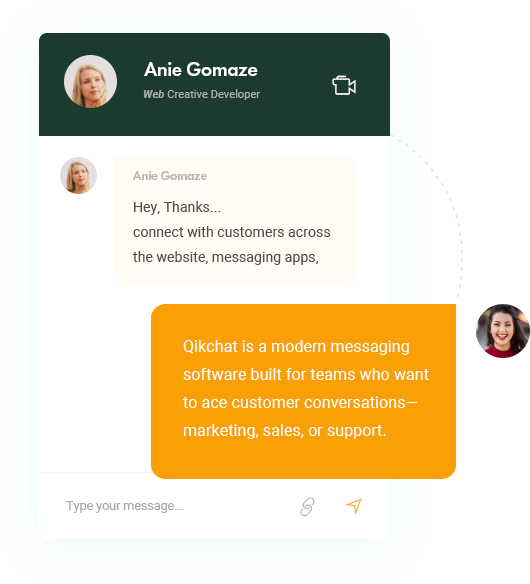 Anie Gomaze
Web Creative Developer
Anie Gomaze
Hey, Thanks...
connect with customers across
the website, messaging apps,
Qikchat is a modern messaging
software built for teams who want
to ace customer conversations—
marketing, sales, or support.
Type your message...